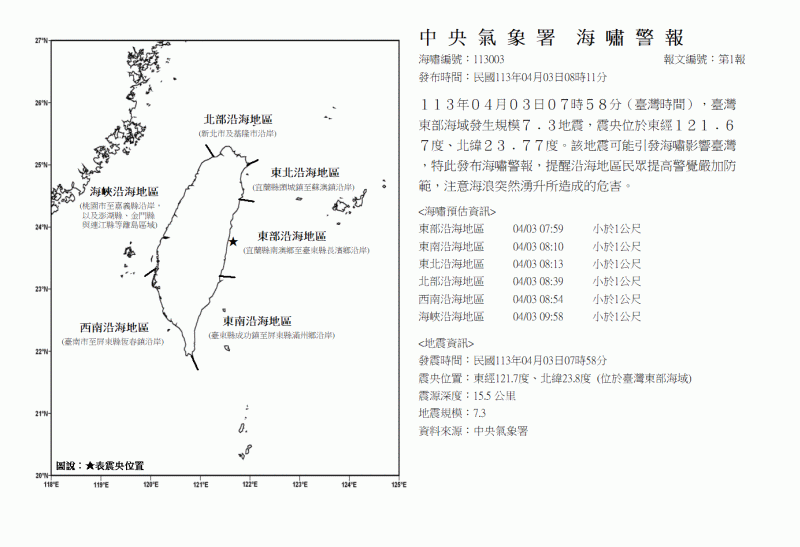 中央氣象署 海嘯警報
海嘯編號：113003 報文編號：第1報
發布時間：民國113年04月03日08時11分
１１３年０４月０３日０７時５８分（臺灣時間），臺灣
東部海域發生規模７．３地震，震央位於東經１２１．６
７度、北緯２３．７７度。該地震可能引發海嘯影響臺灣
，特此發布海嘯警報，提醒沿海地區民眾提高警覺嚴加防
範，注意海浪突然湧升所造成的危害。
<海嘯預估資訊>
東部沿海地區 04/03 07:59 小於1公尺
東南沿海地區 04/03 08:10 小於1公尺
東北沿海地區 04/03 08:13 小於1公尺
北部沿海地區 04/03 08:39 小於1公尺
西南沿海地區 04/03 08:54 小於1公尺
海峽沿海地區 04/03 09:58 小於1公尺
<地震資訊>
發震時間：民國113年04月03日07時58分
震央位置：東經121.7度、北緯23.8度 (位於臺灣東部海域)
震源深度：15.5 公里
地震規模：7.3
資料來源：中央氣象署
27°N
26°N
25°N
24°N
23°N
22°N
21°N
20°N
118°E 119°E 120°E 121°E 122°E 123°E 124°E 125°E
北部沿海地區
(新北市及基隆市沿岸)
東北沿海地區
(宜蘭縣頭城鎮至蘇澳鎮沿岸)
海峽沿海地區
(桃園市至嘉義縣沿岸，
以及澎湖縣、金門縣
與連江縣等離島區域)
東部沿海地區
(宜蘭縣南澳鄉至臺東縣長濱鄉沿岸)
西南沿海地區
(臺南市至屏東縣恆春鎮沿岸)
東南沿海地區
(臺東縣成功鎮至屏東縣滿州鄉沿岸)
圖說：★表震央位置